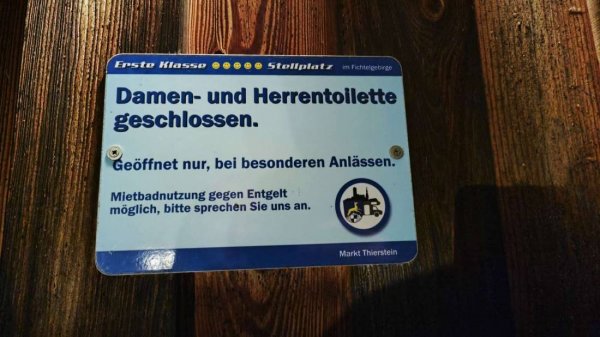 Erste Klasse Stellplatz im Fichtelgebirge
Damen- und Herrentoilette
geschlossen.
Geöffnet nur, bei besonderen Anlässen.
Mietbadnutzung gegen Entgelt
möglich, bitte sprechen Sie uns an.
Markt Thierstein